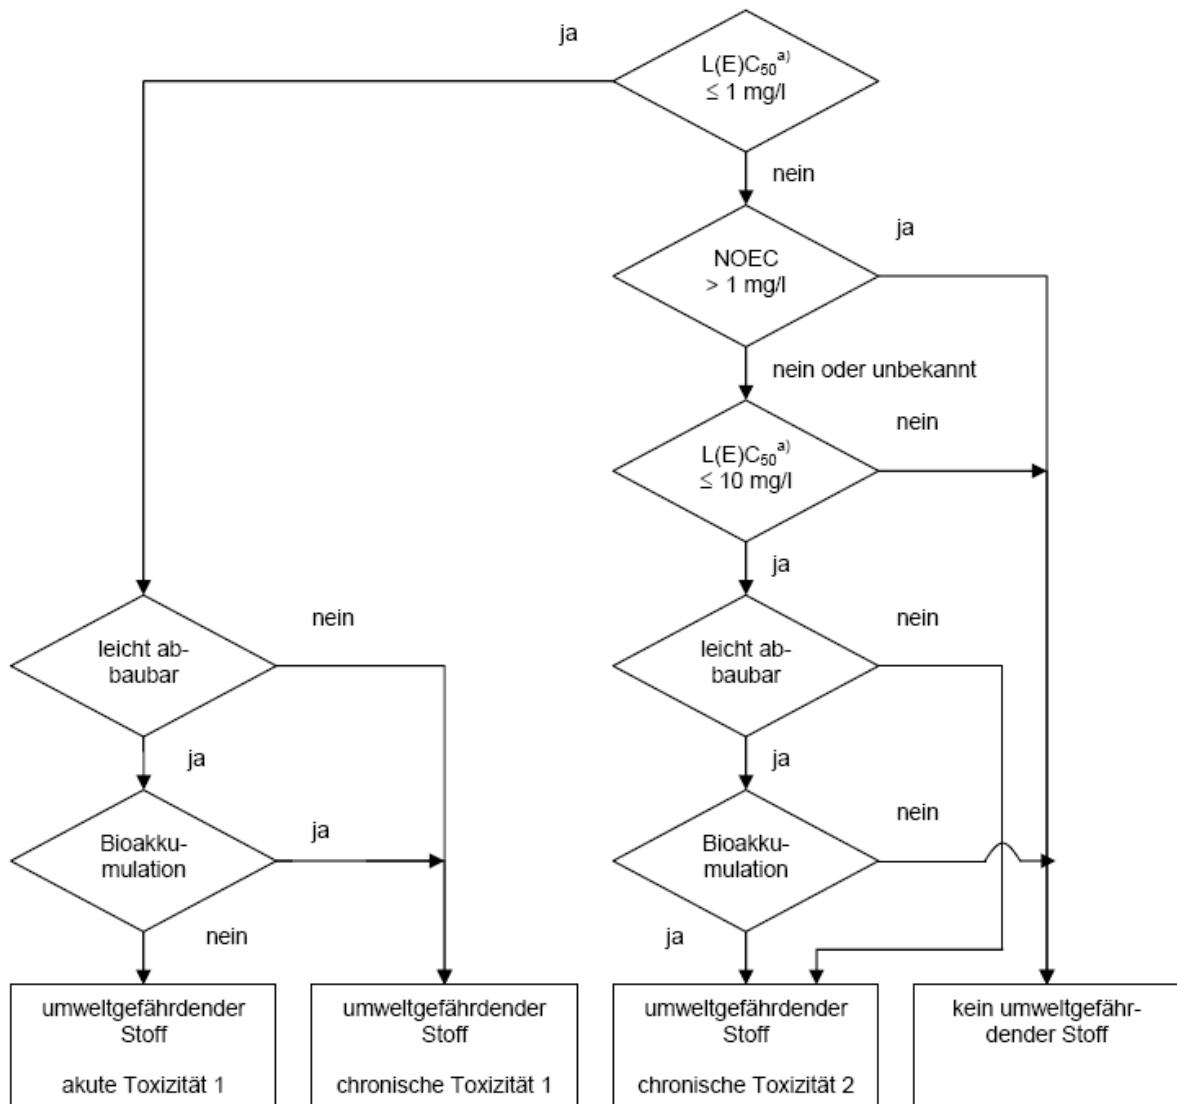 ja
L(E)C₅₀ᵃ⁾
≤ 1 mg/l
nein
ja
NOEC
> 1 mg/l
nein oder unbekannt
nein
L(E)C₅₀ᵃ⁾
≤ 10 mg/l
ja
nein
leicht ab-
baubar
nein
leicht ab-
baubar
ja
ja
ja
Bioakku-
mulation
nein
Bioakku-
mulation
nein
ja
umweltgefährdender
Stoff
akute Toxizität 1
umweltgefährdender
Stoff
chronische Toxizität 1
umweltgefährdender
Stoff
chronische Toxizität 2
kein umweltgefähr-
dender Stoff